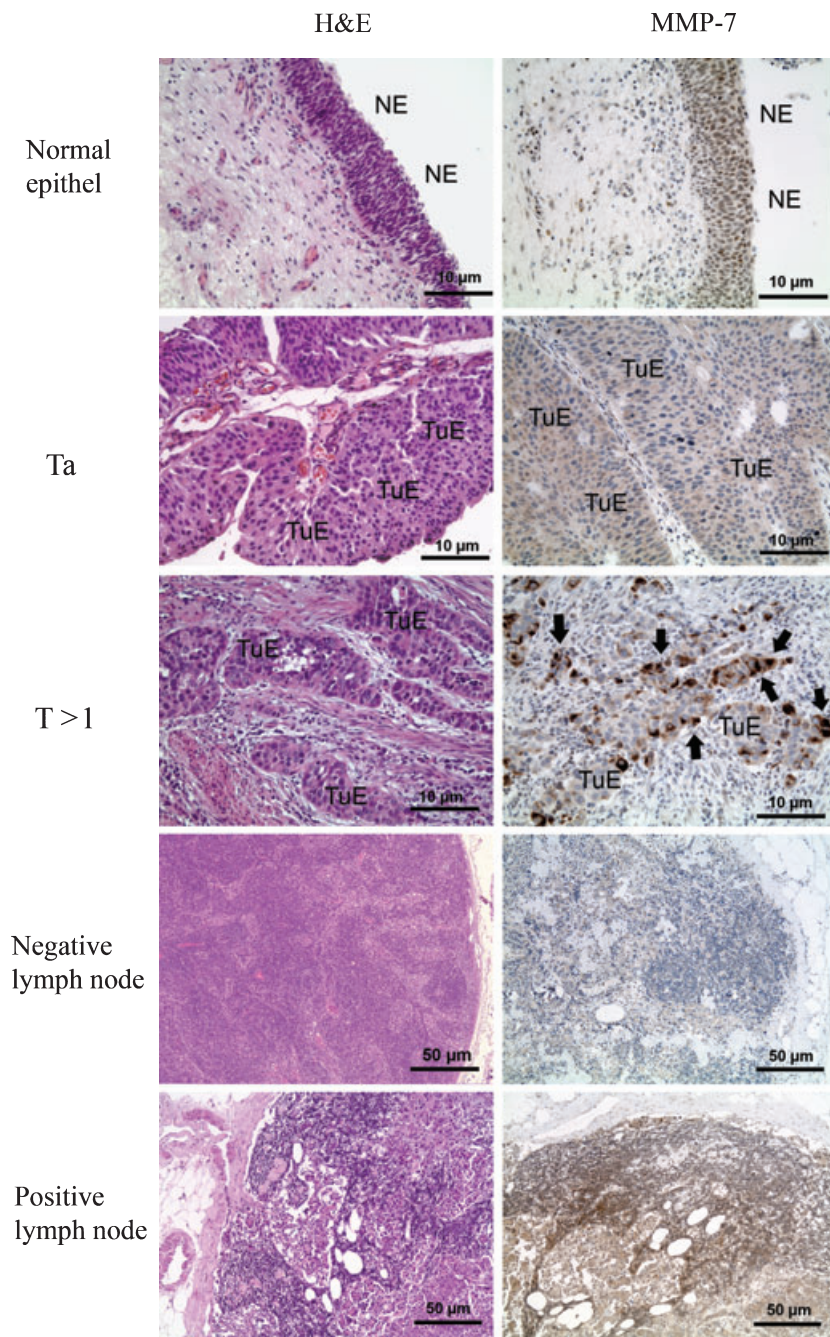 H&E
MMP-7
Normal
epithel
NE
NE
10 µm
NE
NE
10 µm
Ta
TuE
TuE
TuE
10 µm
TuE
TuE
TuE
TuE
10 µm
T >1
TuE
TuE
TuE
10 µm
TuE
TuE
10 µm
Negative
lymph node
50 µm
50 µm
Positive
lymph node
50 µm
50 µm